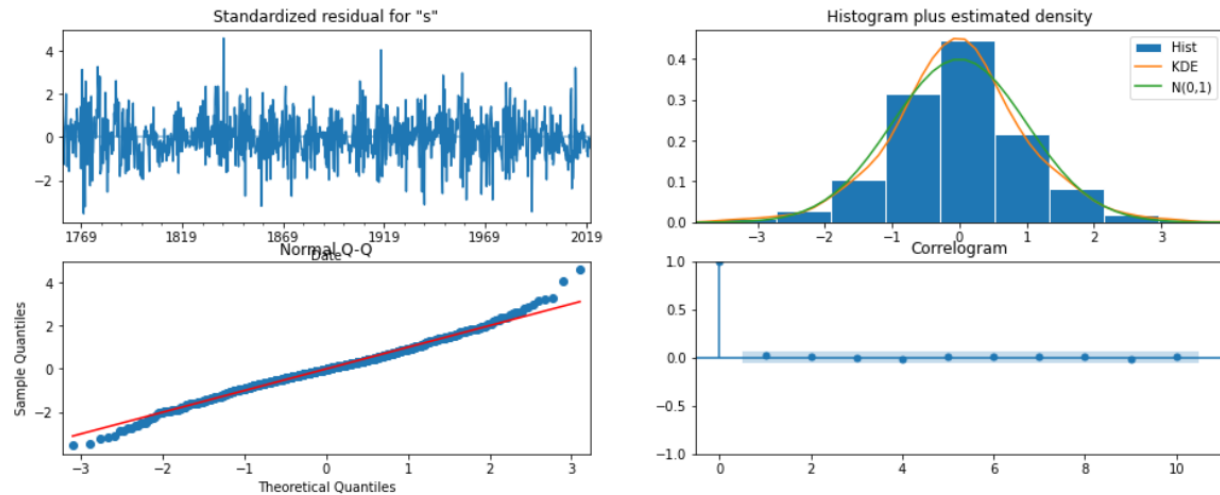 Standardized residual for "s"
4
2
0
−2
1769 1819 1869 1919 1969 2019
Date
Histogram plus estimated density
Hist
KDE
N(0,1)
0.4
0.3
0.2
0.1
0.0
−3 −2 −1 0 1 2 3
Normal Q-Q
Sample Quantiles
4
2
0
−2
−3 −2 −1 0 1 2 3
Theoretical Quantiles
Correlogram
1.0
0.5
0.0
−0.5
−1.0
0 2 4 6 8 10